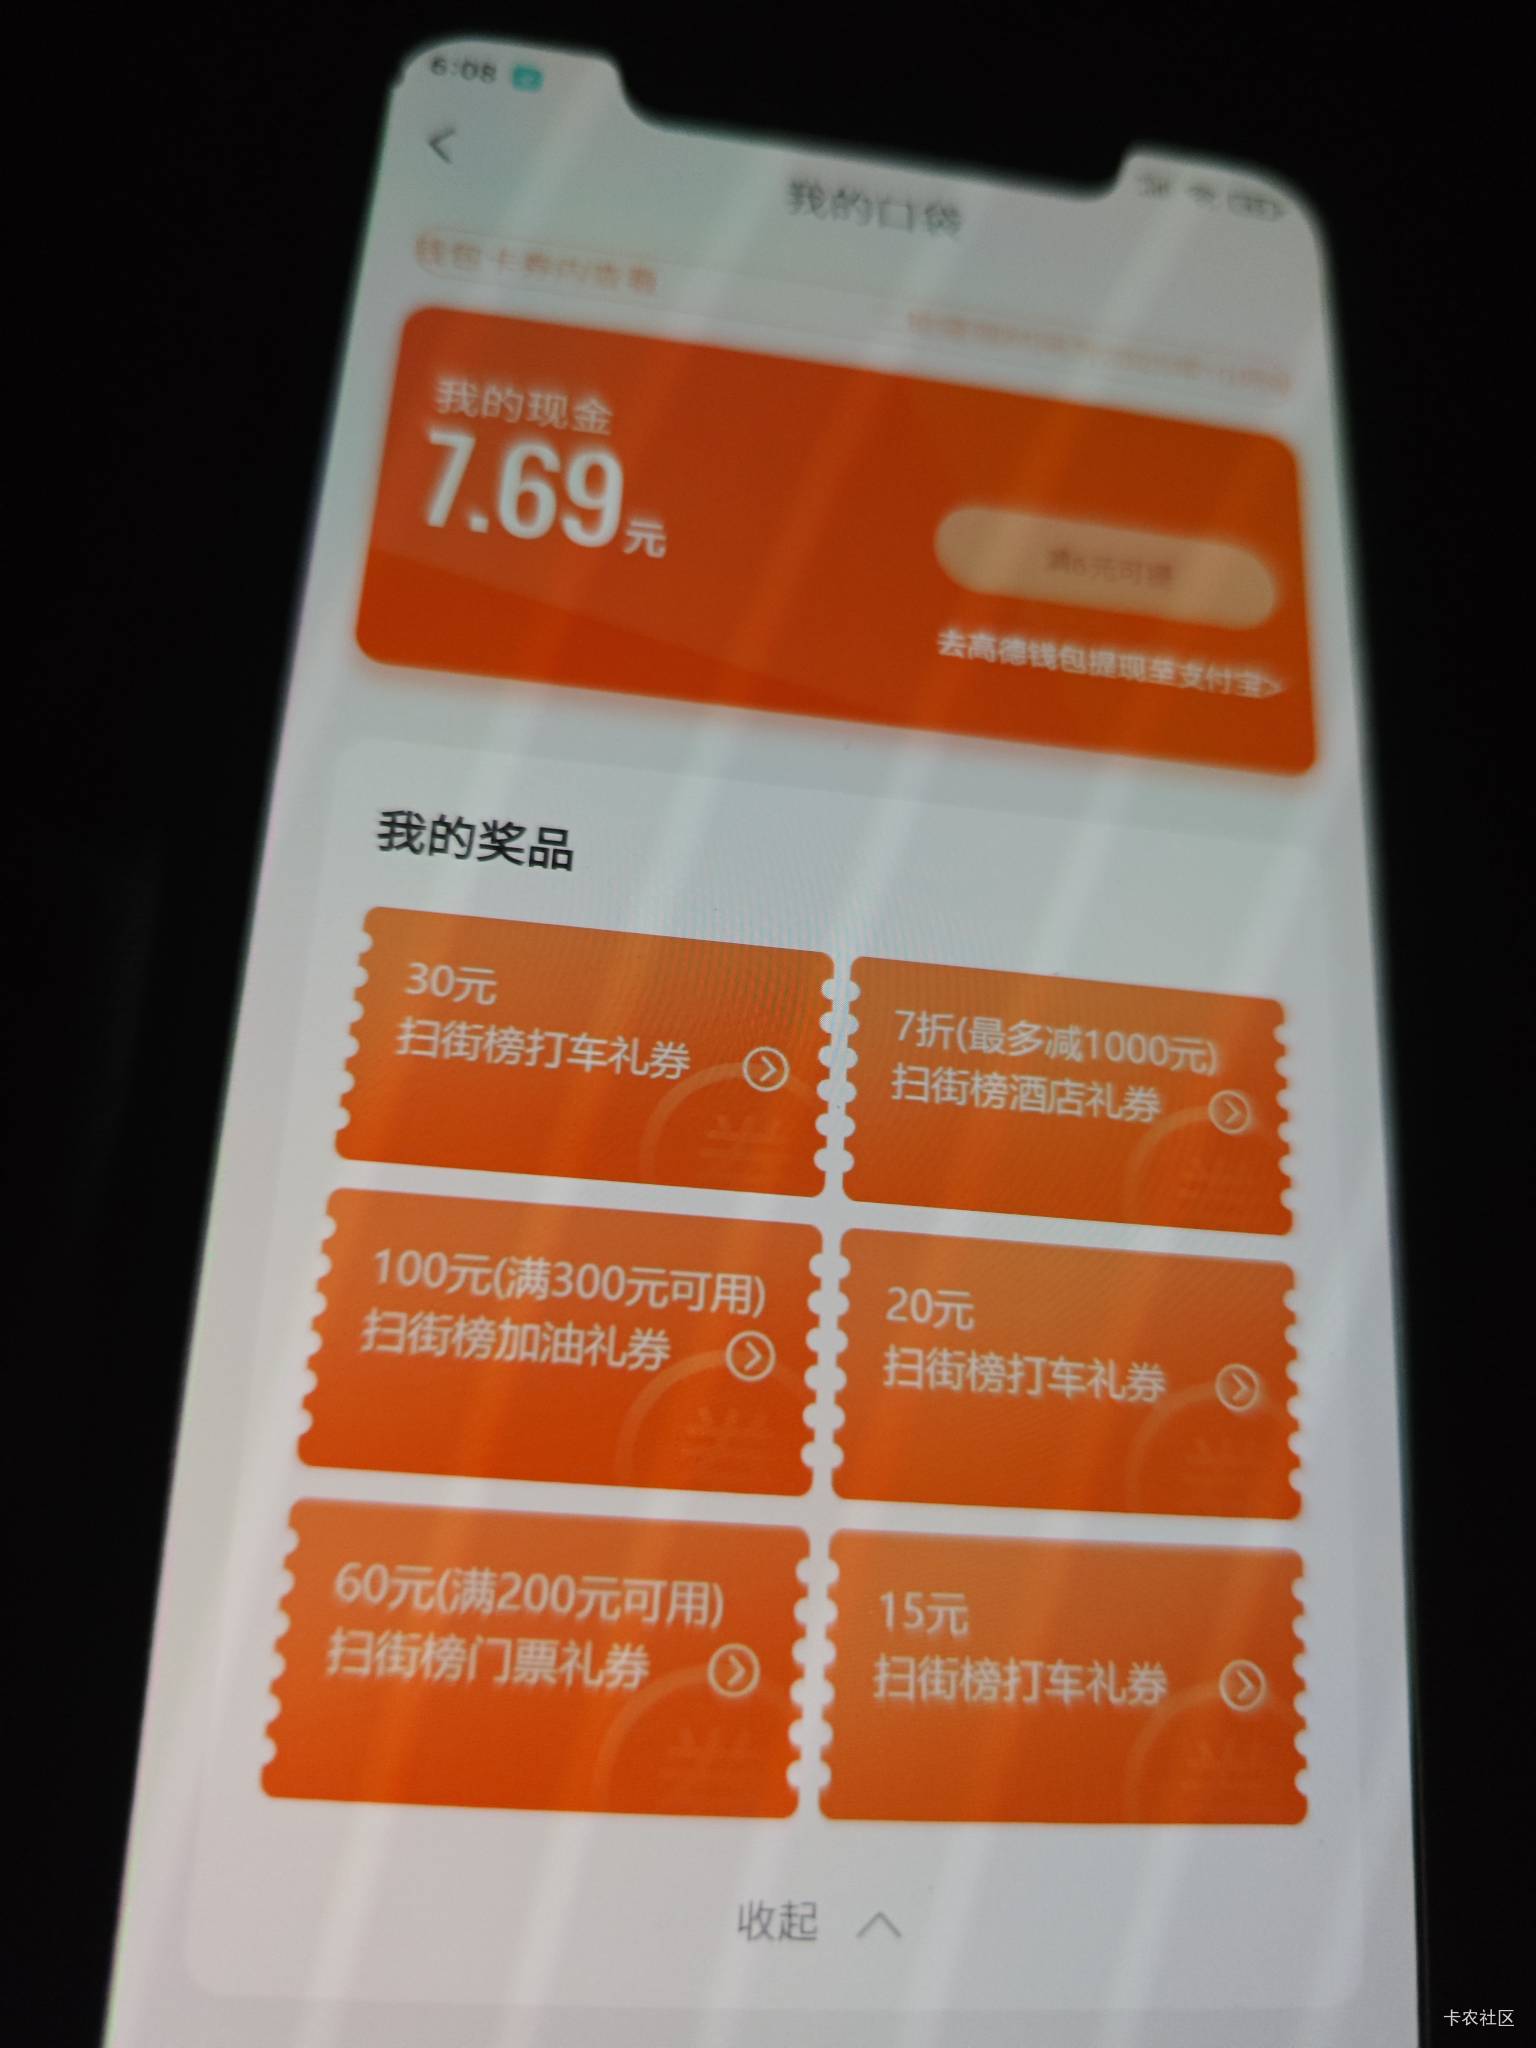 6:08
我的口袋
我的现金
7.69元
去高德钱包提现至支付宝>
我的奖品
30元
扫街榜打车礼券
7折(最多减1000元)
扫街榜酒店礼券
100元(满300元可用)
扫街榜加油礼券
20元
扫街榜打车礼券
60元(满200元可用)
扫街榜门票礼券
15元
扫街榜打车礼券
收起
卡农社区